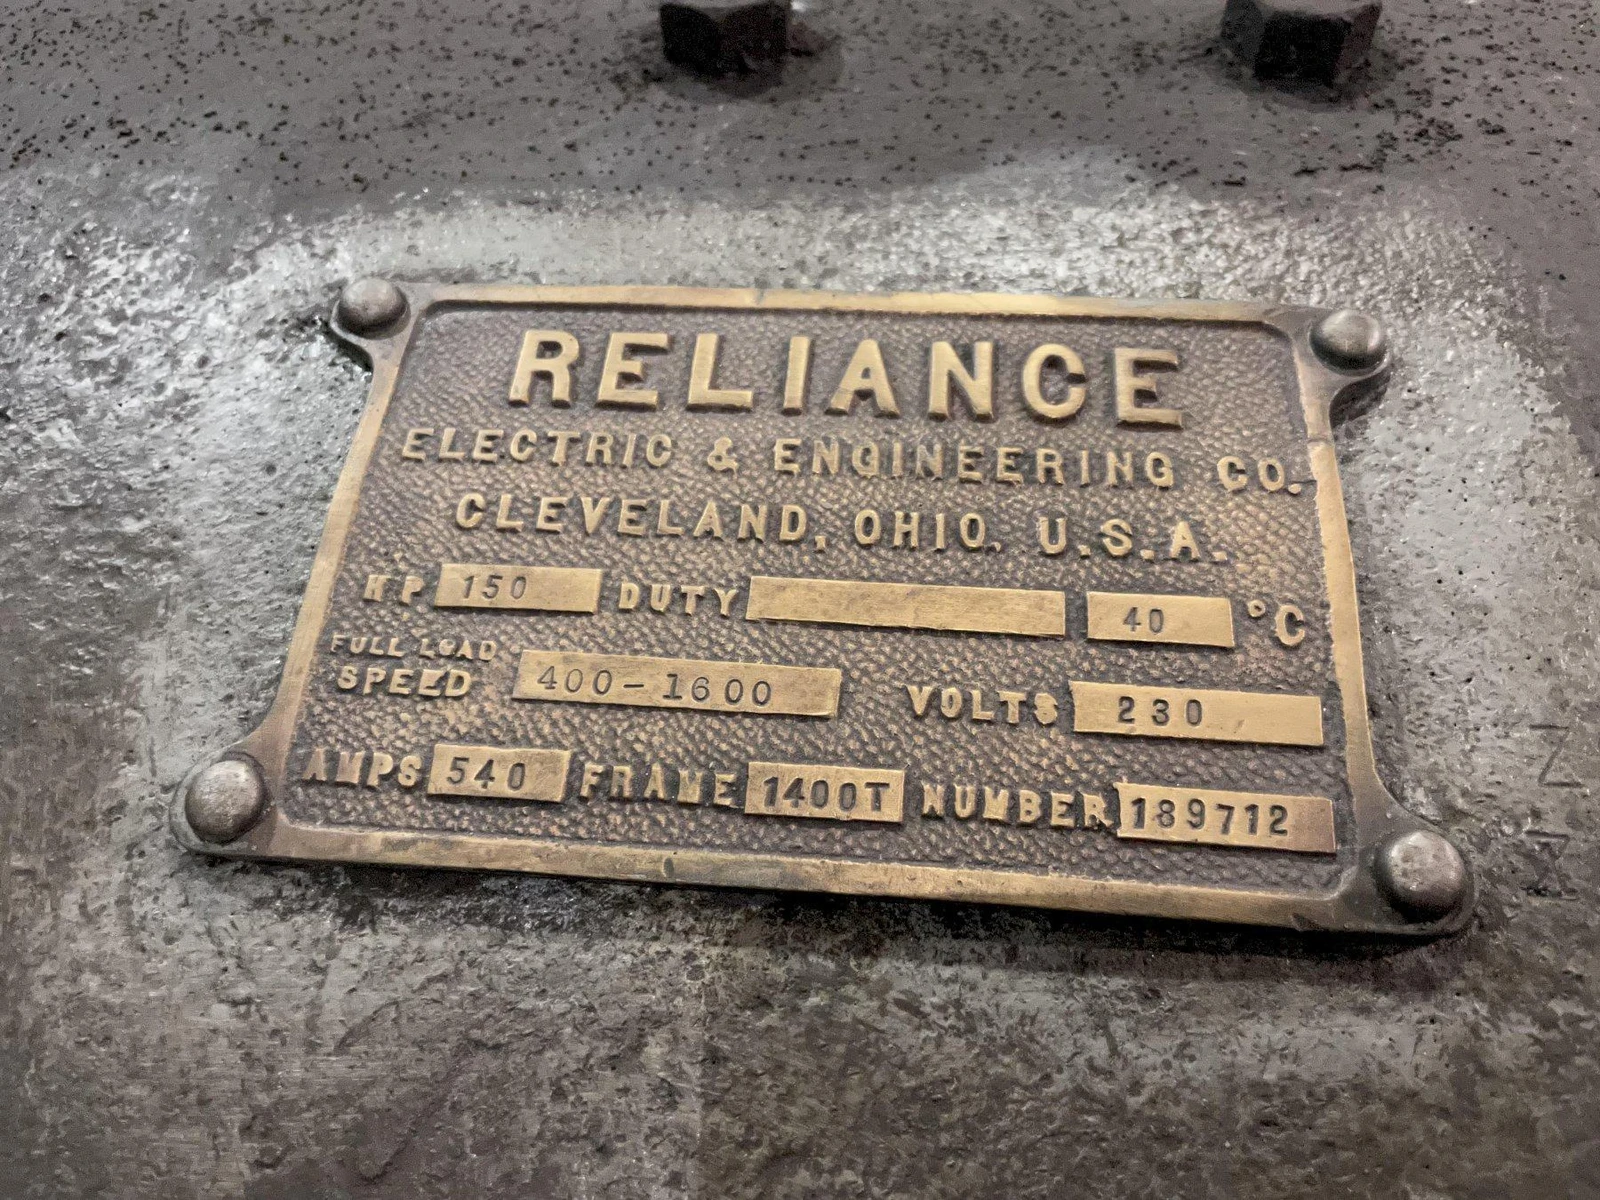 RELIANCE
ELECTRIC & ENGINEERING CO.
CLEVELAND, OHIO. U.S.A.
HP 150 DUTY 40 °C
FULL LOAD
SPEED 400-1600 VOLTS 230
AMPS 540 FRAME 1400T NUMBER 189712